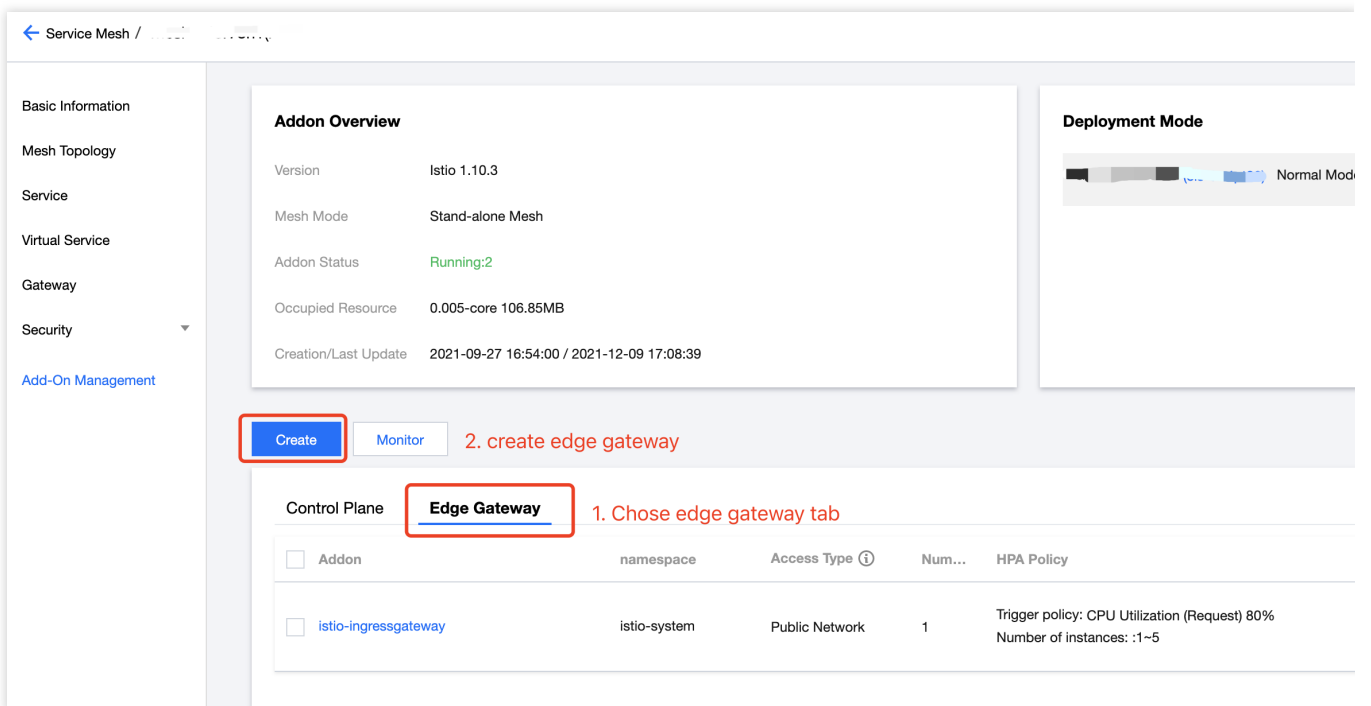 Service Mesh /
Basic Information
Mesh Topology
Service
Virtual Service
Gateway
Security
Add-On Management
Addon Overview
Version Istio 1.10.3
Mesh Mode Stand-alone Mesh
Addon Status Running:2
Occupied Resource 0.005-core 106.85MB
Creation/Last Update 2021-09-27 16:54:00 / 2021-12-09 17:08:39
Deployment Mode
Normal Mode
Create Monitor 2. create edge gateway
Control Plane Edge Gateway 1. Chose edge gateway tab
Addon namespace Access Type Num... HPA Policy
istio-ingressgateway istio-system Public Network 1 Trigger policy: CPU Utilization (Request) 80%
Number of instances: :1~5